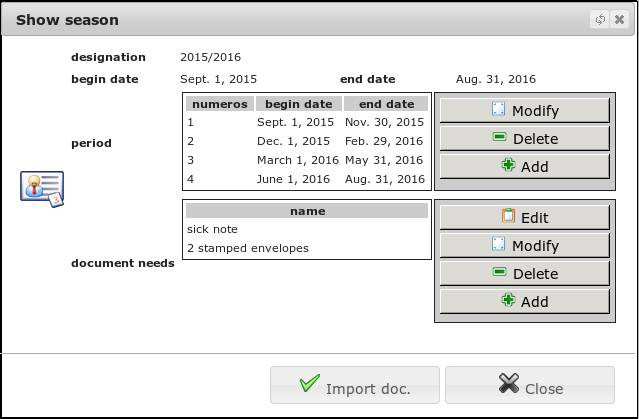 Show season
designation 2015/2016
begin date Sept. 1, 2015 end date Aug. 31, 2016
period
numeros begin date end date
1 Sept. 1, 2015 Nov. 30, 2015
2 Dec. 1, 2015 Feb. 29, 2016
3 March 1, 2016 May 31, 2016
4 June 1, 2016 Aug. 31, 2016
Modify
Delete
Add
document needs
name
sick note
2 stamped envelopes
Edit
Modify
Delete
Add
Import doc. Close